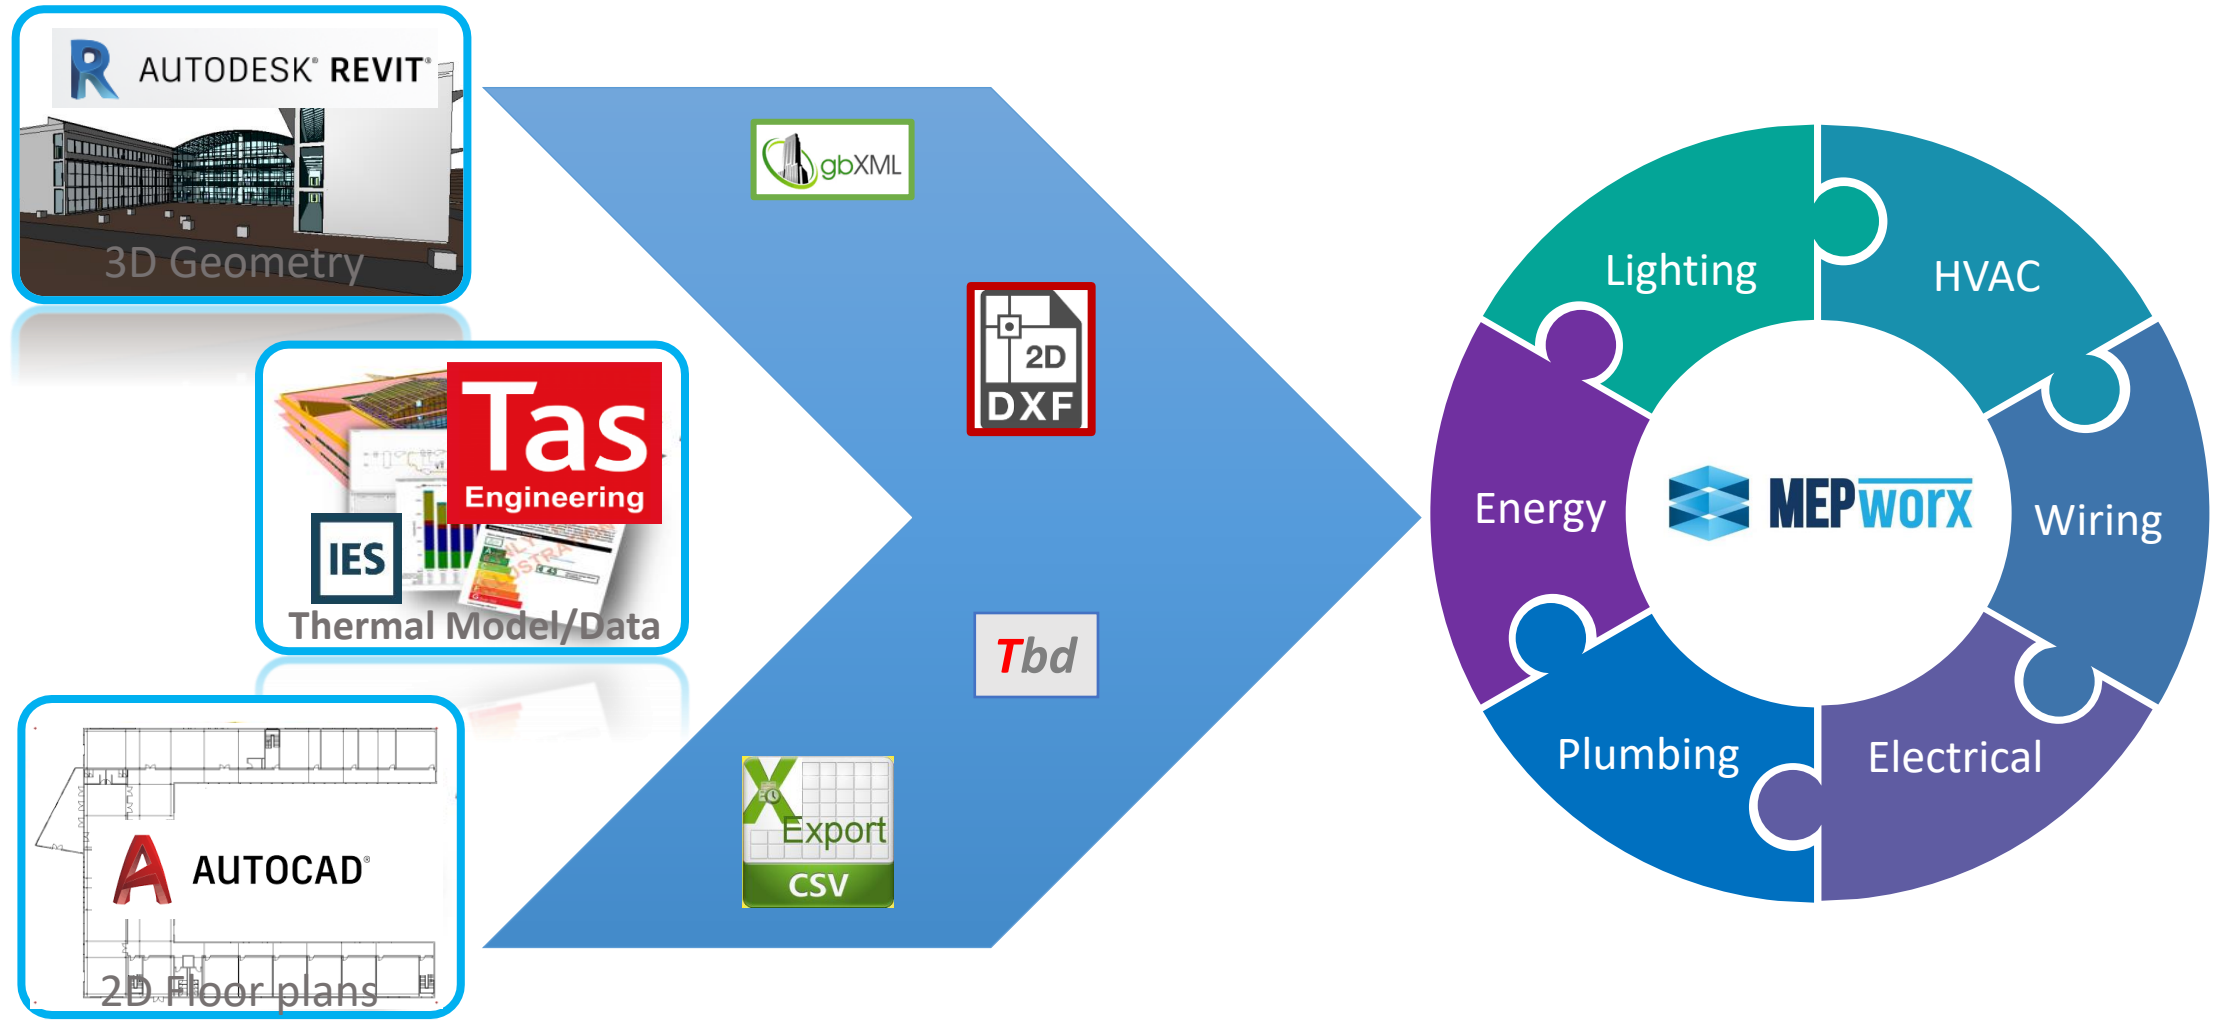 AUTODESK® REVIT®
3D Geometry
Tas
Engineering
IES
Thermal Model/Data
AUTOCAD®
2D Floor plans
gbXML
2D
DXF
Tbd
X
Export
CSV
Lighting
HVAC
Energy
MEPworx
Wiring
Plumbing
Electrical